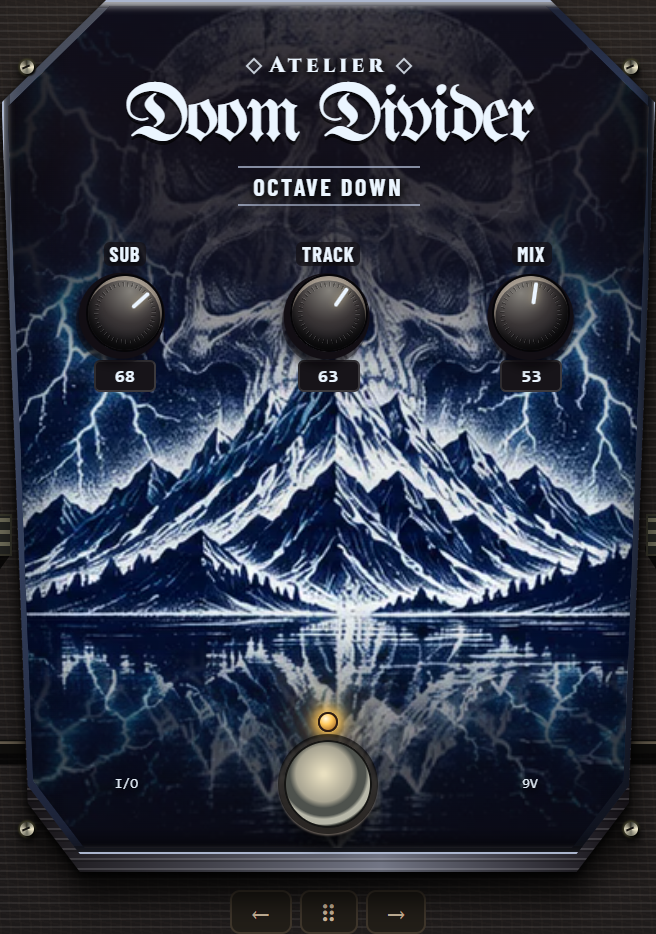 ATELIER
Doom Divider
OCTAVE DOWN
SUB TRACK MIX
68 63 53
I/O 9V
← →